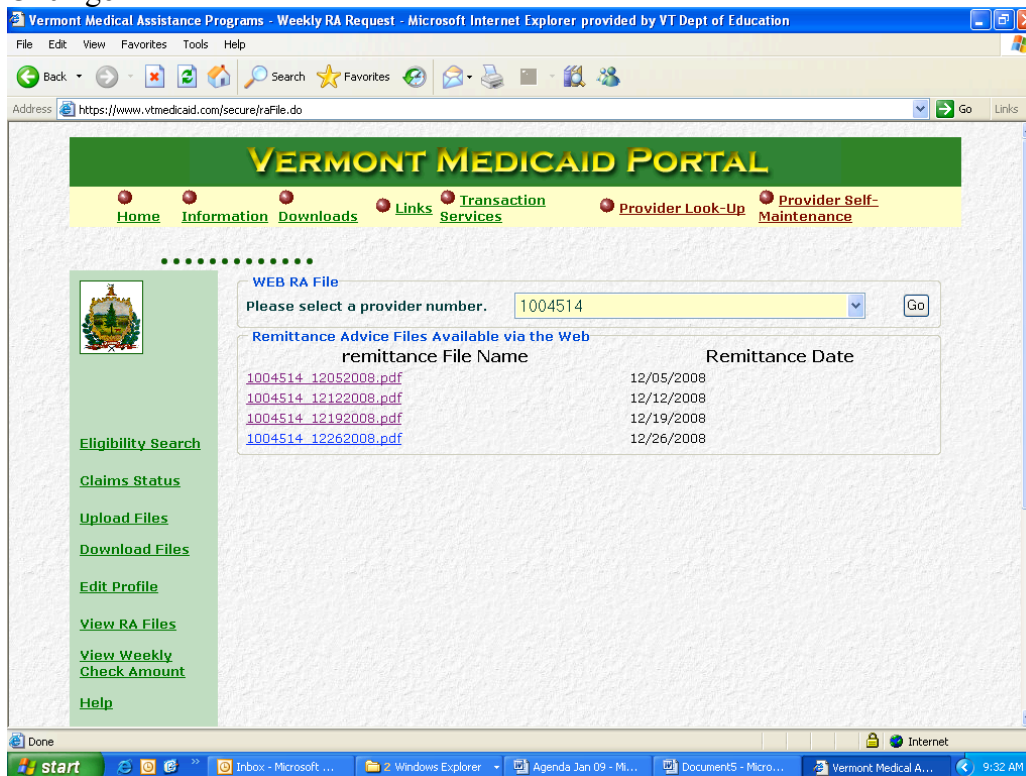 Vermont Medical Assistance Programs - Weekly RA Request - Microsoft Internet Explorer provided by VT Dept of Education
File Edit View Favorites Tools Help
Back Search Favorites
Address https://www.vtmedicaid.com/secure/raFile.do Go Links
VERMONT MEDICAID PORTAL
Home Information Downloads Links Transaction Services Provider Look-Up Provider Self-Maintenance
WEB RA File
Please select a provider number. 1004514 Go
Remittance Advice Files Available via the Web
remittance File Name Remittance Date
1004514_12052008.pdf 12/05/2008
1004514_12122008.pdf 12/12/2008
1004514_12192008.pdf 12/19/2008
1004514_12262008.pdf 12/26/2008
Eligibility Search
Claims Status
Upload Files
Download Files
Edit Profile
View RA Files
View Weekly
Check Amount
Help
Done Internet
start Inbox - Microsoft ... 2 Windows Explorer Agenda Jan 09 - Mi... Document5 - Micro... Vermont Medical A... 9:32 AM